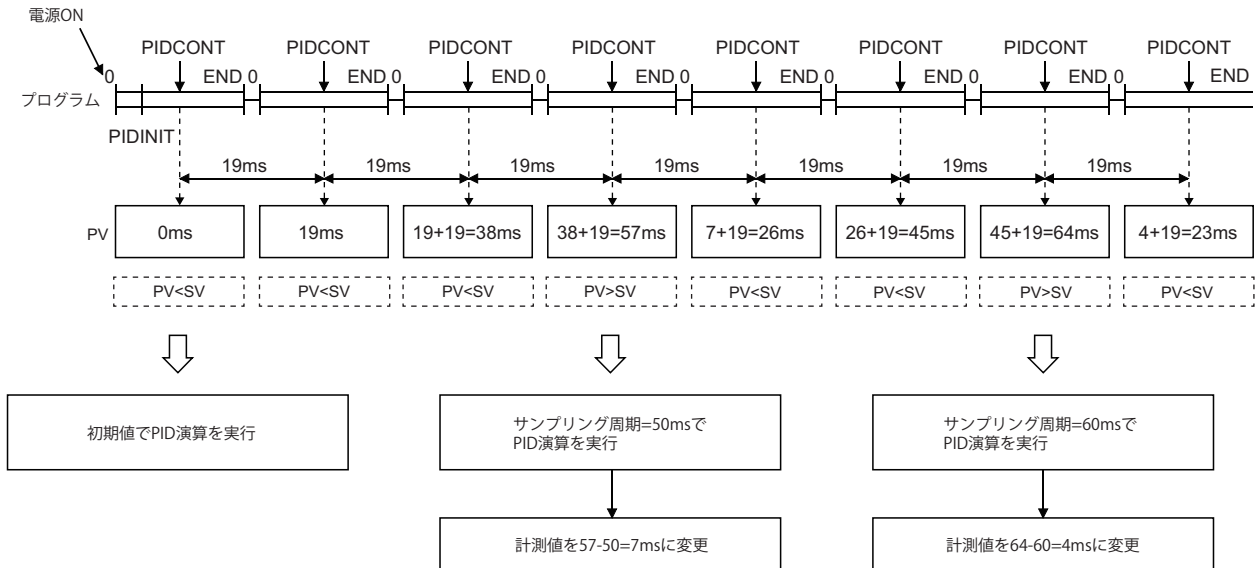 電源ON
PIDCONT PIDCONT PIDCONT PIDCONT PIDCONT PIDCONT PIDCONT PIDCONT
0 END 0 END 0 END 0 END 0 END 0 END 0 END 0 END
プログラム
PIDINIT
19ms 19ms 19ms 19ms 19ms 19ms 19ms
PV 0ms 19ms 19+19=38ms 38+19=57ms 7+19=26ms 26+19=45ms 45+19=64ms 4+19=23ms
PV<SV PV<SV PV<SV PV>SV PV<SV PV<SV PV>SV PV<SV
初期値でPID演算を実行
サンプリング周期=50msで
PID演算を実行
計測値を57-50=7msに変更
サンプリング周期=60msで
PID演算を実行
計測値を64-60=4msに変更